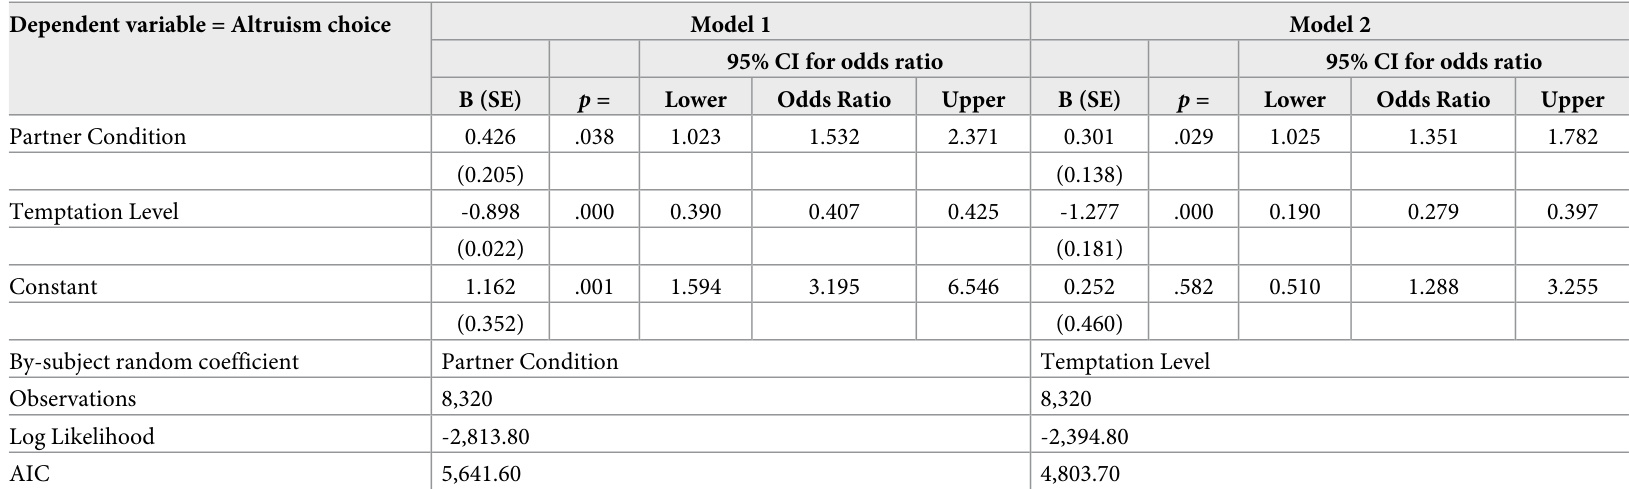 Dependent variable = Altruism choice Model 1 Model 2
95% CI for odds ratio 95% CI for odds ratio
B (SE) p = Lower Odds Ratio Upper B (SE) p = Lower Odds Ratio Upper
Partner Condition 0.426 .038 1.023 1.532 2.371 0.301 .029 1.025 1.351 1.782
(0.205) (0.138)
Temptation Level -0.898 .000 0.390 0.407 0.425 -1.277 .000 0.190 0.279 0.397
(0.022) (0.181)
Constant 1.162 .001 1.594 3.195 6.546 0.252 .582 0.510 1.288 3.255
(0.352) (0.460)
By-subject random coefficient Partner Condition Temptation Level
Observations 8,320 8,320
Log Likelihood -2,813.80 -2,394.80
AIC 5,641.60 4,803.70